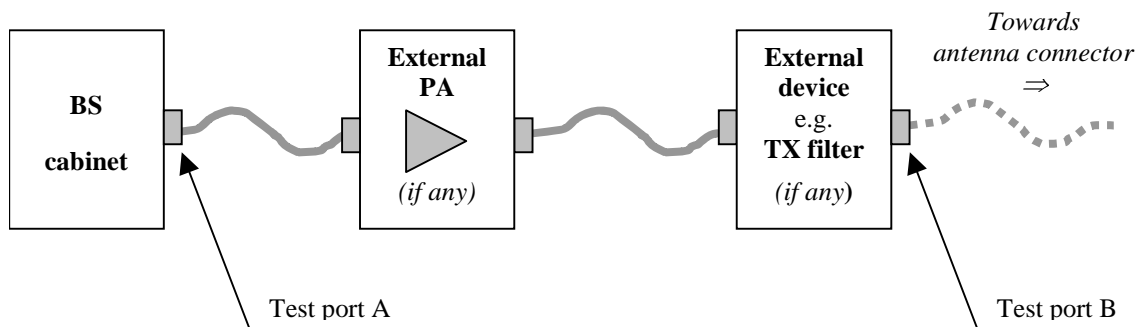 BS
cabinet
External
PA
(if any)
External
device
e.g.
TX filter
(if any)
Towards
antenna connector
⇒
Test port A
Test port B